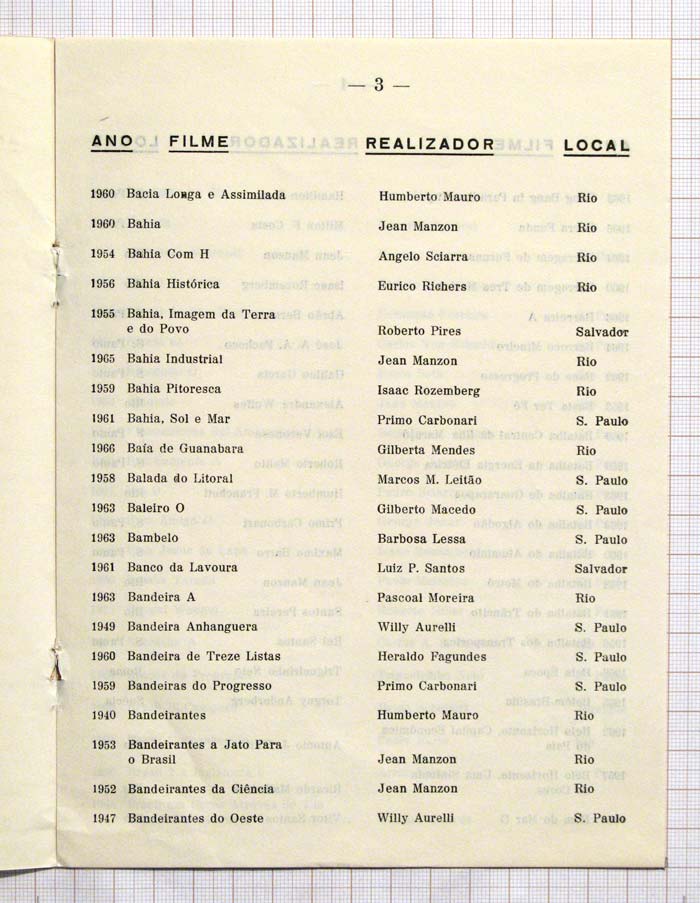 — 3 —
ANO FILME REALIZADOR LOCAL
1960 Bacia Longa e Assimilada Humberto Mauro Rio
1960 Bahia Jean Manzon Rio
1954 Bahia Com H Angelo Sciarra Rio
1956 Bahia Histórica Eurico Richers Rio
1955 Bahia, Imagem da Terra
e do Povo Roberto Pires Salvador
1965 Bahia Industrial Jean Manzon Rio
1959 Bahia Pitoresca Isaac Rozemberg Rio
1961 Bahia, Sol e Mar Primo Carbonari S. Paulo
1966 Baía de Guanabara Gilberta Mendes Rio
1958 Balada do Litoral Marcos M. Leitão S. Paulo
1963 Baleiro O Gilberto Macedo S. Paulo
1963 Bambelo Barbosa Lessa S. Paulo
1961 Banco da Lavoura Luiz P. Santos Salvador
1963 Bandeira A Pascoal Moreira Rio
1949 Bandeira Anhanguera Willy Aurelli S. Paulo
1960 Bandeira de Treze Listas Heraldo Fagundes S. Paulo
1959 Bandeiras do Progresso Primo Carbonari S. Paulo
1940 Bandeirantes Humberto Mauro Rio
1953 Bandeirantes a Jato Para
o Brasil Jean Manzon Rio
1952 Bandeirantes da Ciência Jean Manzon Rio
1947 Bandeirantes do Oeste Willy Aurelli S. Paulo